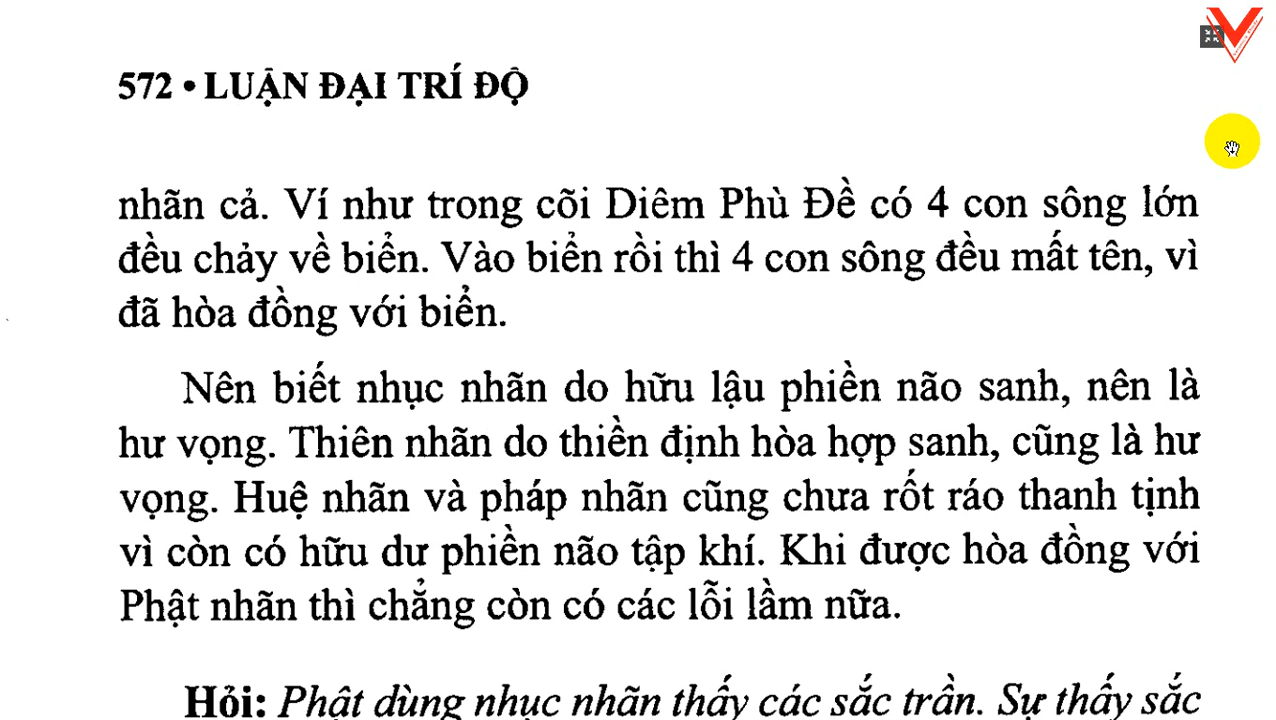 572 • LUẬN ĐẠI TRÍ ĐỘ
nhãn cả. Ví như trong cõi Diêm Phù Đề có 4 con sông lớn
đều chảy về biển. Vào biển rồi thì 4 con sông đều mất tên, vì
đã hòa đồng với biển.
Nên biết nhục nhãn do hữu lậu phiền não sanh, nên là
hư vọng. Thiên nhãn do thiền định hòa hợp sanh, cũng là hư
vọng. Huệ nhãn và pháp nhãn cũng chưa rốt ráo thanh tịnh
vì còn có hữu dư phiền não tập khí. Khi được hòa đồng với
Phật nhãn thì chẳng còn có các lỗi lầm nữa.
Hỏi: Phật dùng nhục nhãn thấy các sắc trần. Sự thấy sắc